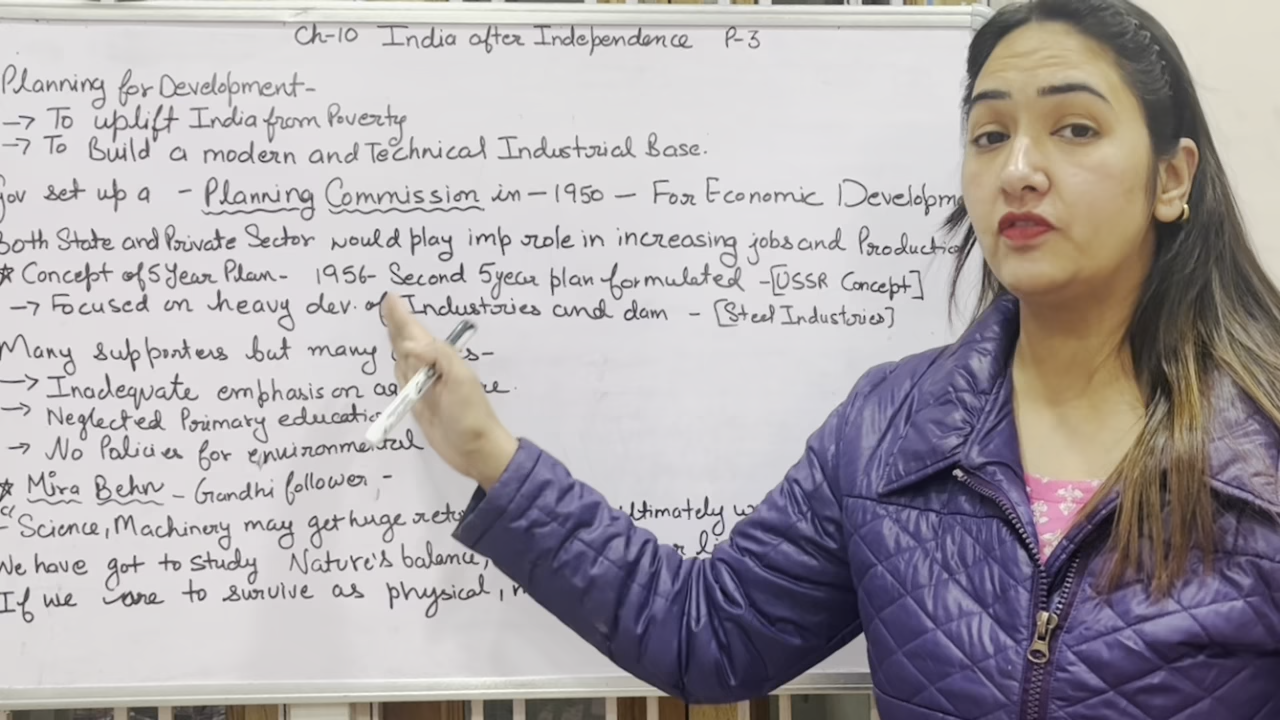 Ch-10 India after Independence P-3
Planning for Development-
→ To uplift India from Poverty
→ To Build a modern and Technical Industrial Base.
Gov set up a - Planning Commission in - 1950 - For Economic Developm
Both State and Private Sector would play imp role in increasing jobs and Productio
☆ Concept of 5 Year Plan- 1956- Second 5 year plan formulated -[USSR Concept]
→ Focused on heavy dev. of Industries and dam - [Steel Industries]
Many supporters but many
→ Inadequate emphasis on
→ Neglected Primary educatio
→ No Policies for environmental
☆ Mira Behn - Gandhi follower,-
- "Science, Machinery may get huge ultimately
We have got to study Nature's balance,
If we are to survive as physical,